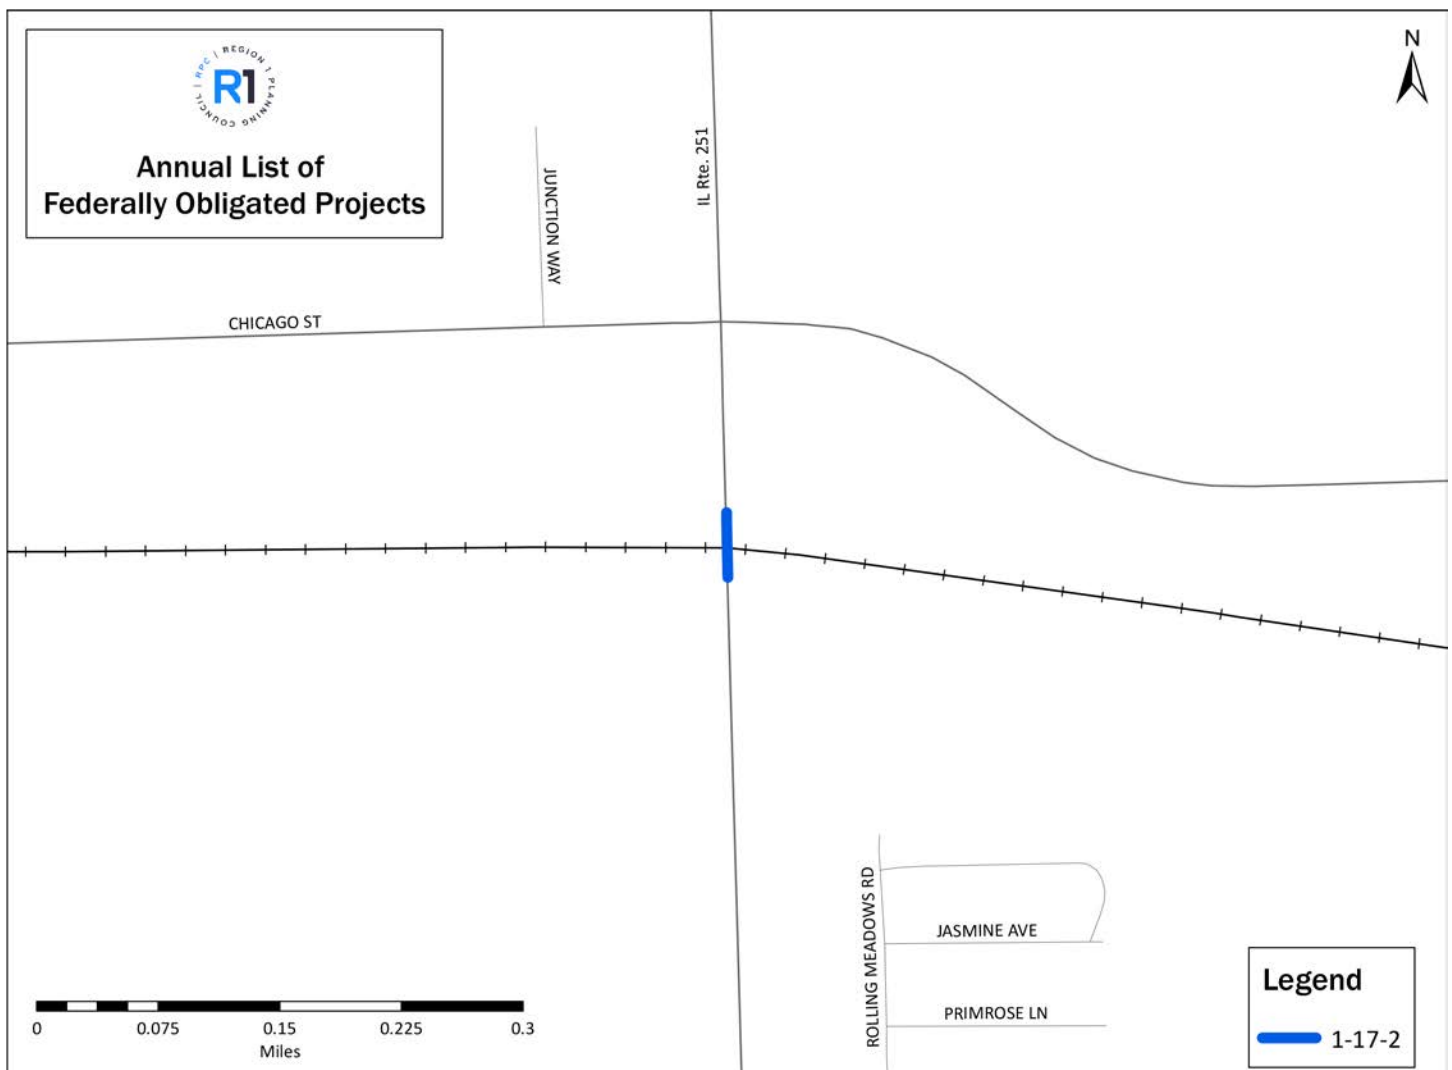 RPC | REGION 1 PLANNING COUNCIL |
R1
Annual List of
Federally Obligated Projects
N
IL Rte. 251
JUNCTION WAY
CHICAGO ST
ROLLING MEADOWS RD
JASMINE AVE
PRIMROSE LN
0 0.075 0.15 0.225 0.3
Miles
Legend
1-17-2